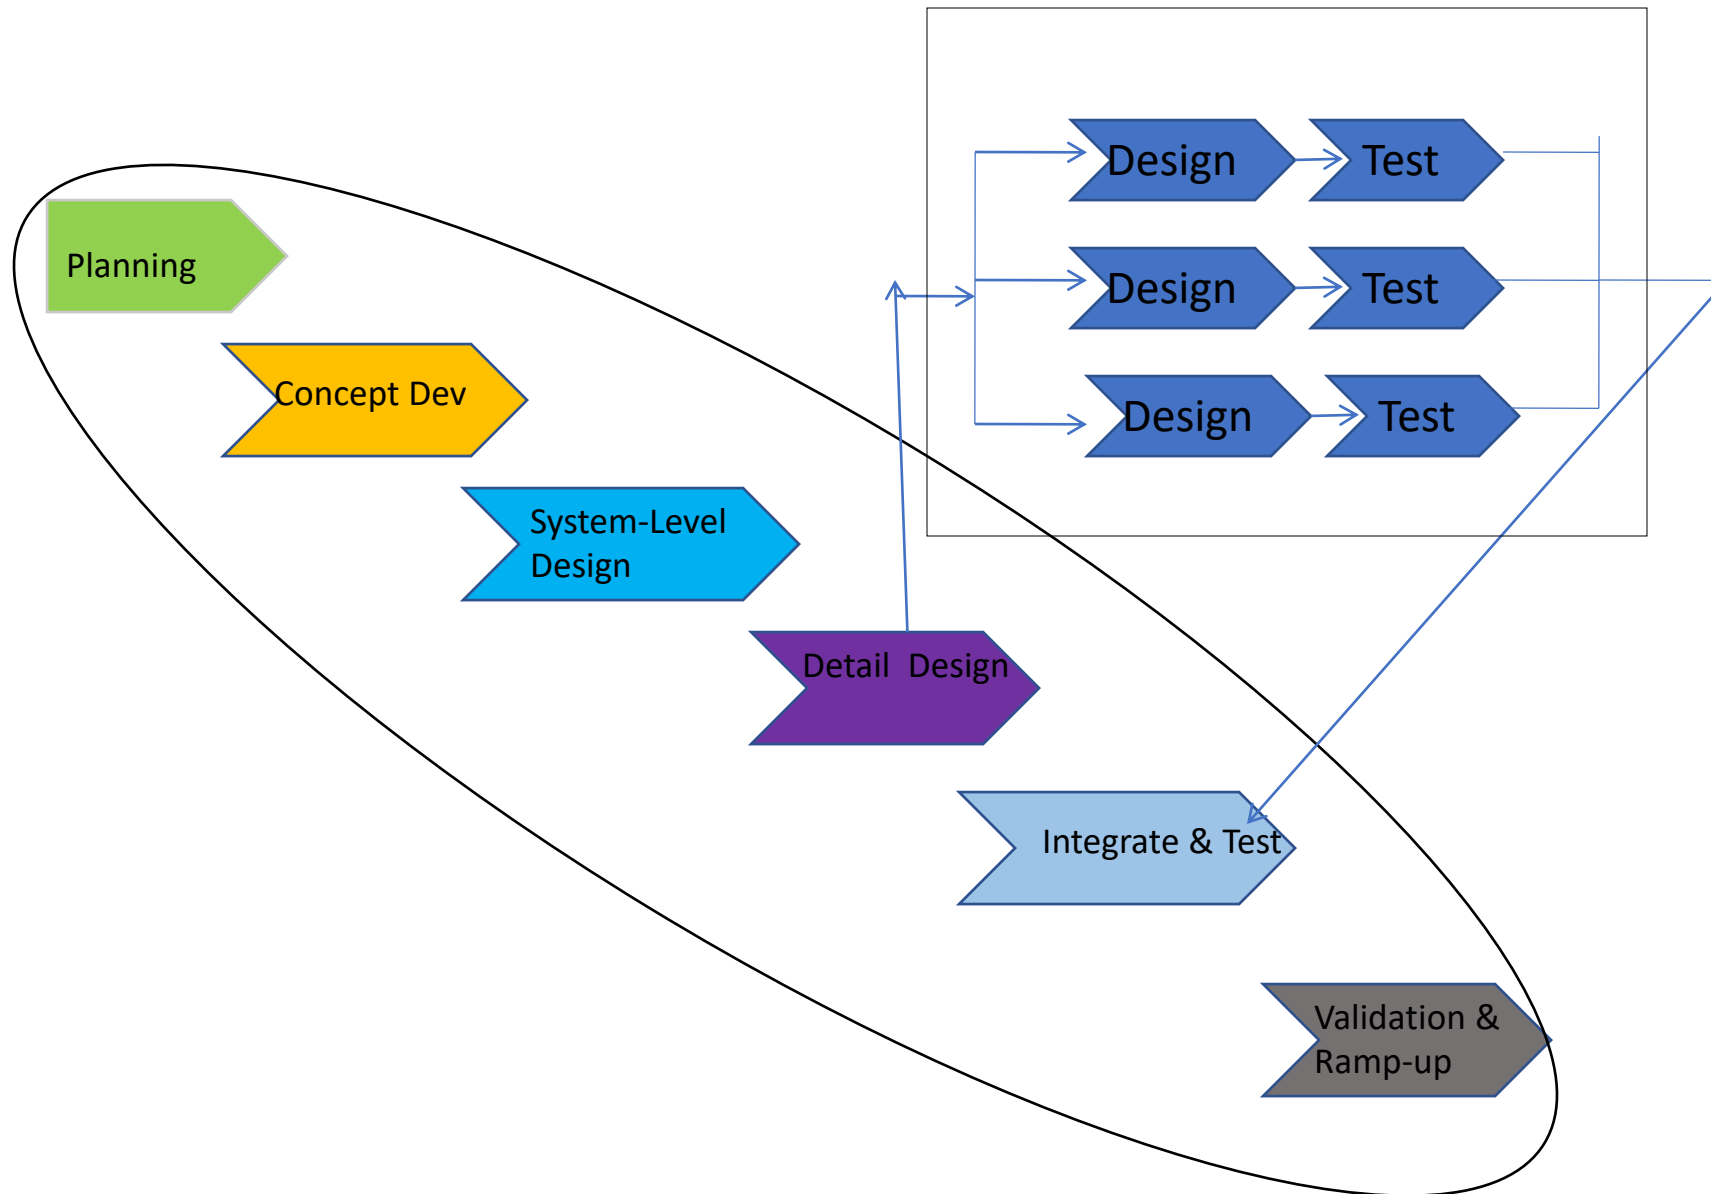 Design
Test
Design
Test
Design
Test
Planning
Concept Dev
System-Level
Design
Detail  Design
Integrate & Test
Validation &
Ramp-up